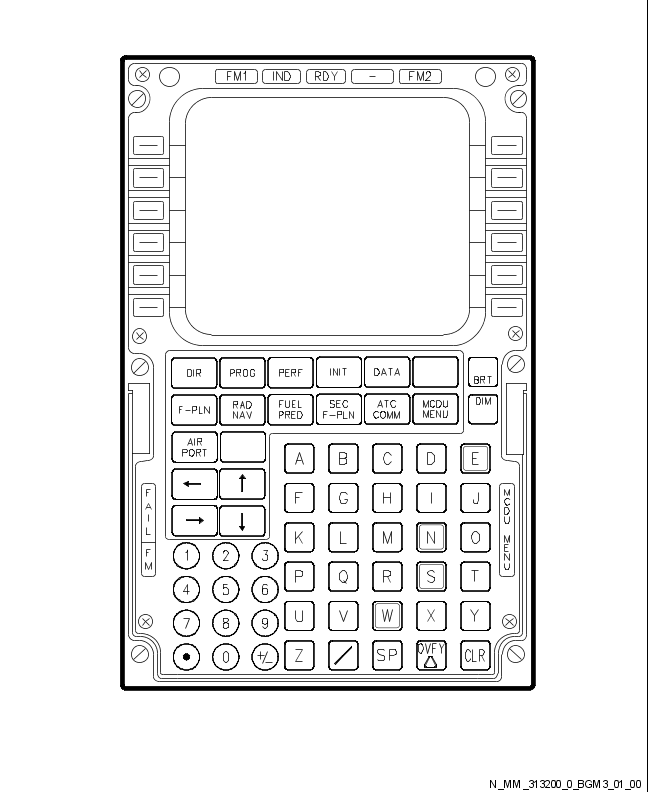 FM1 IND RDY - FM2
DIR PROG PERF INIT DATA
BRT
F-PLN RAD NAV FUEL PRED SEC F-PLN ATC COMM MCDU MENU
DIM
AIR PORT
← ↑
→ ↓
A B C D E
F G H I J
K L M N O
P Q R S T
U V W X Y
Z / SP OVFY △ CLR
1 2 3
4 5 6
7 8 9
• 0 +/-
FAIL FM
MCDU MENU
N_MM_313200_0_BGM3_01_00